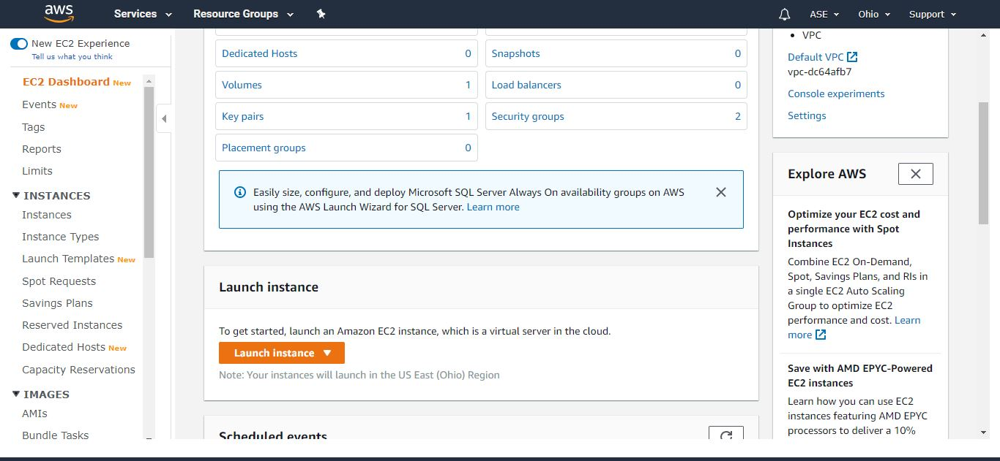 aws
Services
Resource Groups
ASE
Ohio
Support
New EC2 Experience
Tell us what you think
EC2 Dashboard New
Events New
Tags
Reports
Limits
INSTANCES
Instances
Instance Types
Launch Templates New
Spot Requests
Savings Plans
Reserved Instances
Dedicated Hosts New
Capacity Reservations
IMAGES
AMIs
Bundle Tasks
Dedicated Hosts 0
Snapshots 0
Volumes 1
Load balancers 0
Key pairs 1
Security groups 2
Placement groups 0
Easily size, configure, and deploy Microsoft SQL Server Always On availability groups on AWS
using the AWS Launch Wizard for SQL Server. Learn more
Launch instance
To get started, launch an Amazon EC2 instance, which is a virtual server in the cloud.
Launch instance
Note: Your instances will launch in the US East (Ohio) Region
Scheduled events
VPC
Default VPC
vpc-dc64afb7
Console experiments
Settings
Explore AWS
Optimize your EC2 cost and
performance with Spot
Instances
Combine EC2 On-Demand,
Spot, Savings Plans, and RIs in
a single EC2 Auto Scaling
Group to optimize EC2
performance and cost. Learn
more
Save with AMD EPYC-Powered
EC2 instances
Learn how you can use EC2
instances featuring AMD EPYC
processors to deliver a 10%